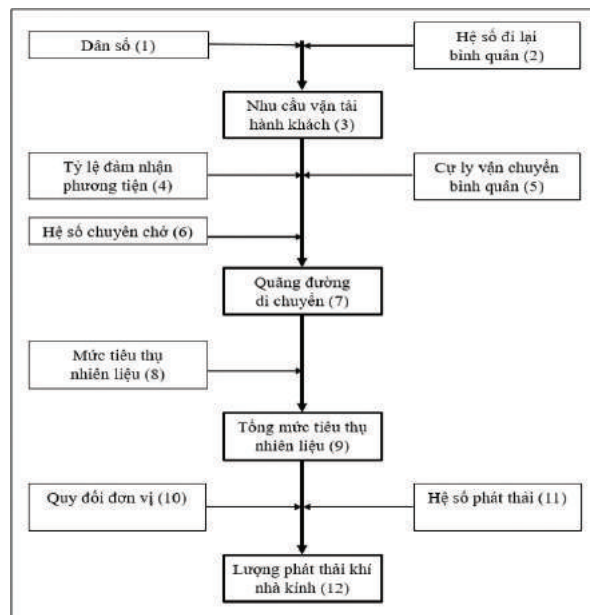 Dân số (1)
Hệ số đi lại
bình quân (2)
Nhu cầu vận tải
hành khách (3)
Tỷ lệ đảm nhận
phương tiện (4)
Cự ly vận chuyển
bình quân (5)
Hệ số chuyên chở (6)
Quãng đường
di chuyển (7)
Mức tiêu thụ
nhiên liệu (8)
Tổng mức tiêu thụ
nhiên liệu (9)
Quy đổi đơn vị (10)
Hệ số phát thải (11)
Lượng phát thải khí
nhà kính (12)